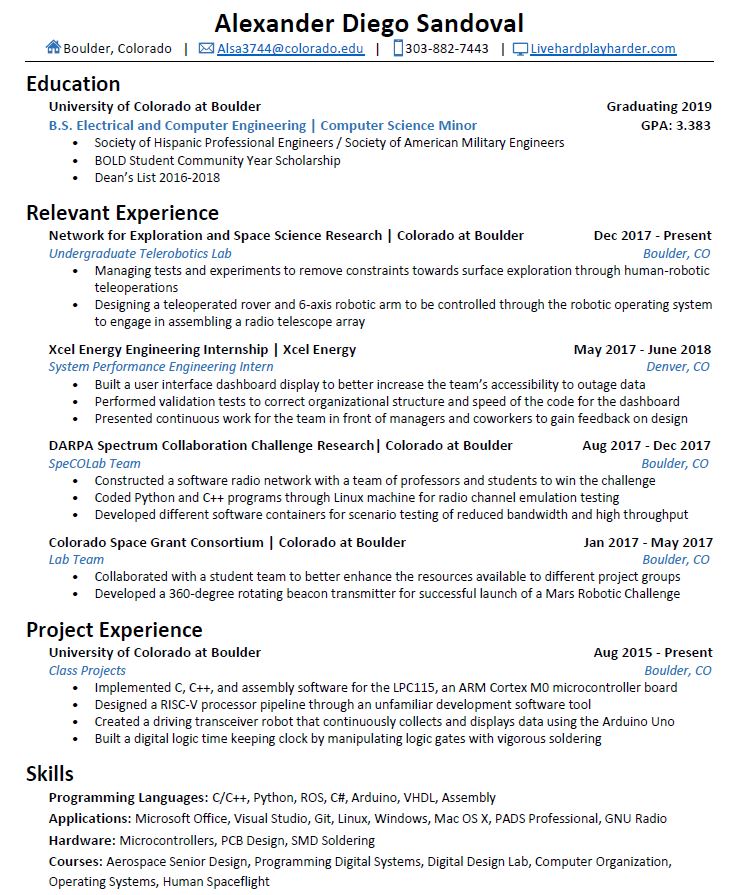 Alexander Diego Sandoval
Boulder, Colorado | Alsa3744@colorado.edu | 303-882-7443 | Livehardplayharder.com
Education
University of Colorado at Boulder Graduating 2019
B.S. Electrical and Computer Engineering | Computer Science Minor GPA: 3.383
• Society of Hispanic Professional Engineers / Society of American Military Engineers
• BOLD Student Community Year Scholarship
• Dean's List 2016-2018
Relevant Experience
Network for Exploration and Space Science Research | Colorado at Boulder Dec 2017 - Present
Undergraduate Telerobotics Lab Boulder, CO
• Managing tests and experiments to remove constraints towards surface exploration through human-robotic
teleoperations
• Designing a teleoperated rover and 6-axis robotic arm to be controlled through the robotic operating system
to engage in assembling a radio telescope array
Xcel Energy Engineering Internship | Xcel Energy May 2017 - June 2018
System Performance Engineering Intern Denver, CO
• Built a user interface dashboard display to better increase the team's accessibility to outage data
• Performed validation tests to correct organizational structure and speed of the code for the dashboard
• Presented continuous work for the team in front of managers and coworkers to gain feedback on design
DARPA Spectrum Collaboration Challenge Research| Colorado at Boulder Aug 2017 - Dec 2017
SpeCOLab Team Boulder, CO
• Constructed a software radio network with a team of professors and students to win the challenge
• Coded Python and C++ programs through Linux machine for radio channel emulation testing
• Developed different software containers for scenario testing of reduced bandwidth and high throughput
Colorado Space Grant Consortium | Colorado at Boulder Jan 2017 - May 2017
Lab Team Boulder, CO
• Collaborated with a student team to better enhance the resources available to different project groups
• Developed a 360-degree rotating beacon transmitter for successful launch of a Mars Robotic Challenge
Project Experience
University of Colorado at Boulder Aug 2015 - Present
Class Projects Boulder, CO
• Implemented C, C++, and assembly software for the LPC115, an ARM Cortex M0 microcontroller board
• Designed a RISC-V processor pipeline through an unfamiliar development software tool
• Created a driving transceiver robot that continuously collects and displays data using the Arduino Uno
• Built a digital logic time keeping clock by manipulating logic gates with vigorous soldering
Skills
Programming Languages: C/C++, Python, ROS, C#, Arduino, VHDL, Assembly
Applications: Microsoft Office, Visual Studio, Git, Linux, Windows, Mac OS X, PADS Professional, GNU Radio
Hardware: Microcontrollers, PCB Design, SMD Soldering
Courses: Aerospace Senior Design, Programming Digital Systems, Digital Design Lab, Computer Organization,
Operating Systems, Human Spaceflight